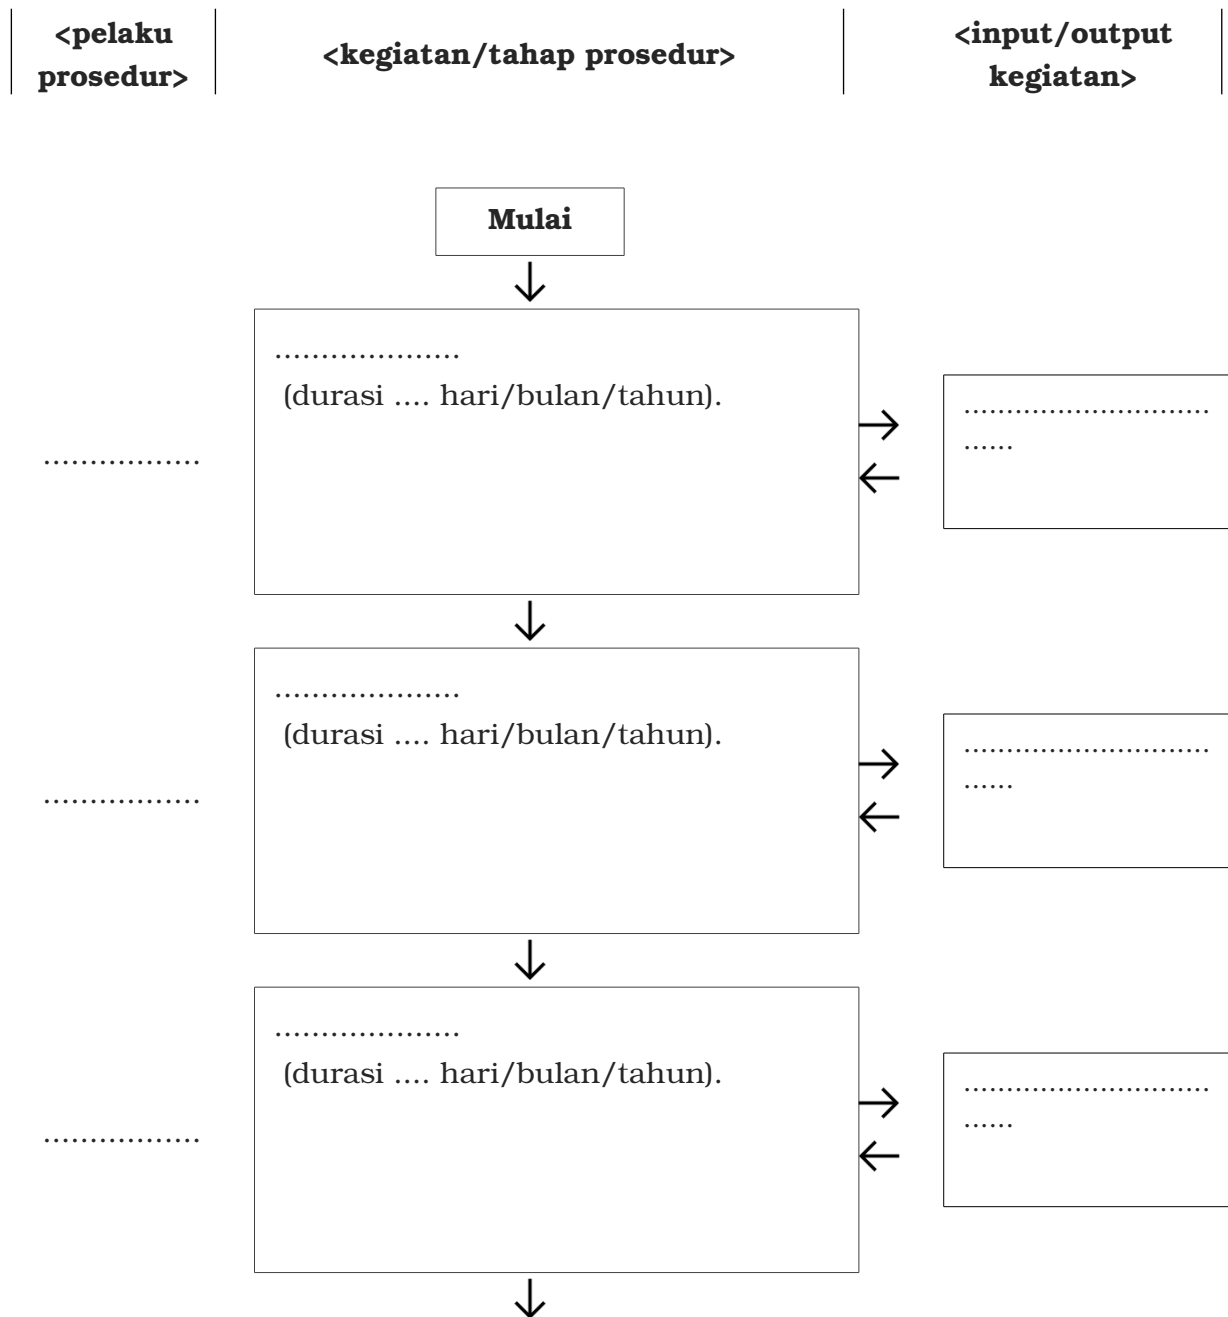 <pelaku
prosedur>
<kegiatan/tahap prosedur>
<input/output
kegiatan>
Mulai
....................
(durasi .... hari/bulan/tahun).
.................
.............................
......
....................
(durasi .... hari/bulan/tahun).
.................
.............................
......
....................
(durasi .... hari/bulan/tahun).
.................
.............................
......